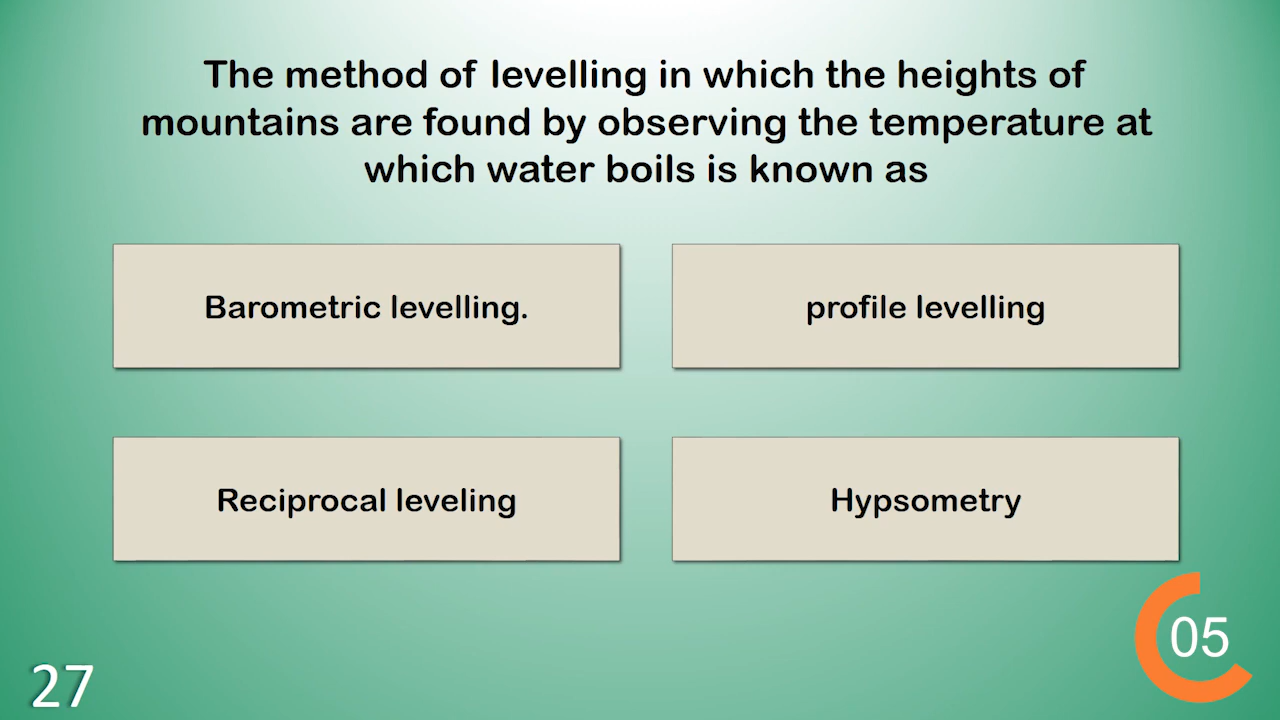 The method of levelling in which the heights of
mountains are found by observing the temperature at
which water boils is known as
Barometric levelling.
profile levelling
Reciprocal leveling
Hypsometry
05
27